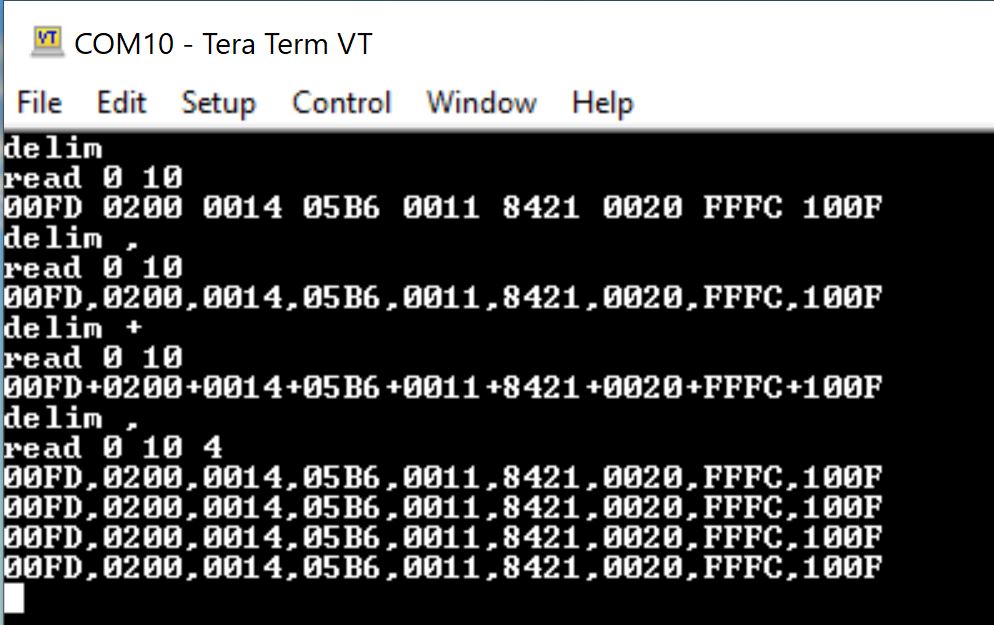 VT COM10 - Tera Term VT
File Edit Setup Control Window Help
delim
read 0 10
00FD 0200 0014 05B6 0011 8421 0020 FFFC 100F
delim ,
read 0 10
00FD,0200,0014,05B6,0011,8421,0020,FFFC,100F
delim +
read 0 10
00FD+0200+0014+05B6+0011+8421+0020+FFFC+100F
delim ,
read 0 10 4
00FD,0200,0014,05B6,0011,8421,0020,FFFC,100F
00FD,0200,0014,05B6,0011,8421,0020,FFFC,100F
00FD,0200,0014,05B6,0011,8421,0020,FFFC,100F
00FD,0200,0014,05B6,0011,8421,0020,FFFC,100F